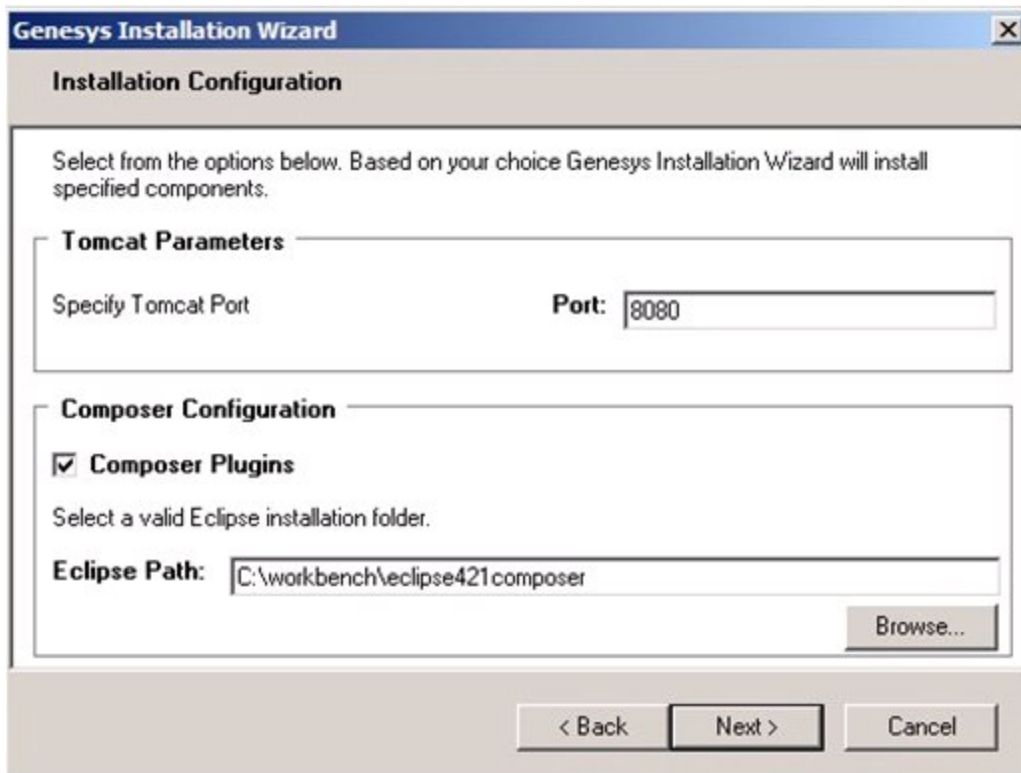 Genesys Installation Wizard
Installation Configuration
Select from the options below. Based on your choice Genesys Installation Wizard will install
specified components.
Tomcat Parameters
Specify Tomcat Port Port: 8080
Composer Configuration
Composer Plugins
Select a valid Eclipse installation folder.
Eclipse Path: C:\workbench\eclipse421composer
Browse...
< Back Next > Cancel